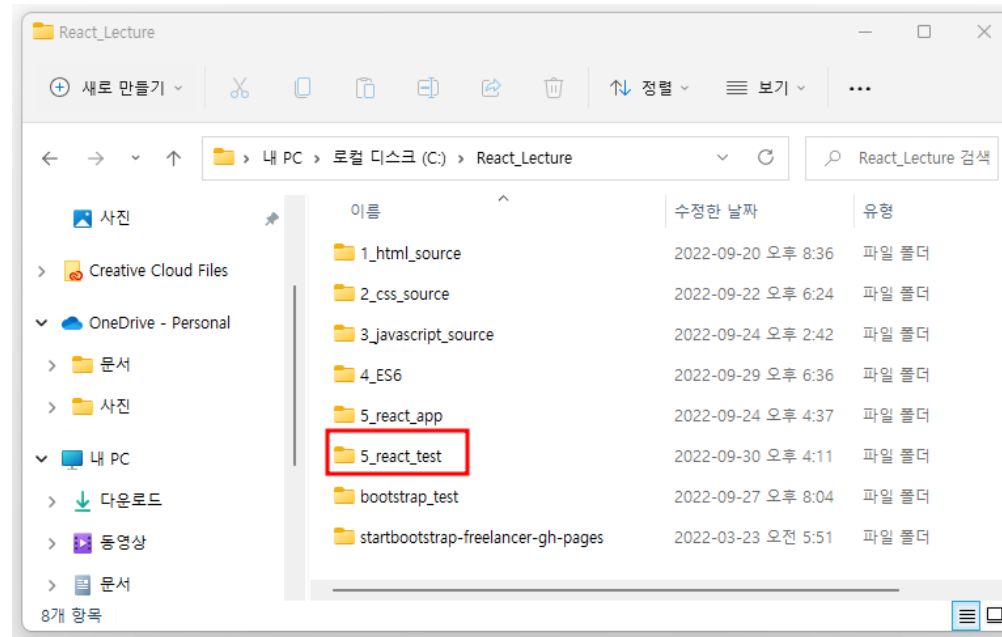 React_Lecture
새로 만들기
정렬
보기
내 PC > 로컬 디스크 (C:) > React_Lecture
React_Lecture 검색
사진
Creative Cloud Files
OneDrive - Personal
문서
사진
내 PC
다운로드
동영상
문서
이름 수정한 날짜 유형
1_html_source 2022-09-20 오후 8:36 파일 폴더
2_css_source 2022-09-22 오후 6:24 파일 폴더
3_javascript_source 2022-09-24 오후 2:42 파일 폴더
4_ES6 2022-09-29 오후 6:36 파일 폴더
5_react_app 2022-09-24 오후 4:37 파일 폴더
5_react_test 2022-09-30 오후 4:11 파일 폴더
bootstrap_test 2022-09-27 오후 8:04 파일 폴더
startbootstrap-freelancer-gh-pages 2022-03-23 오전 5:51 파일 폴더
8개 항목